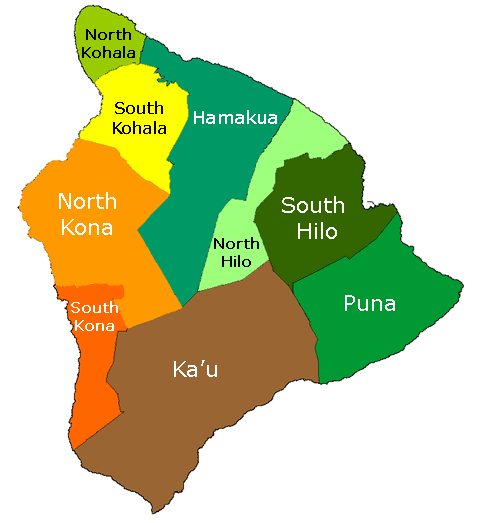 North
Kohala
South
Kohala
Hamakua
North
Kona
South
Hilo
North
Hilo
South
Kona
Puna
Ka’u